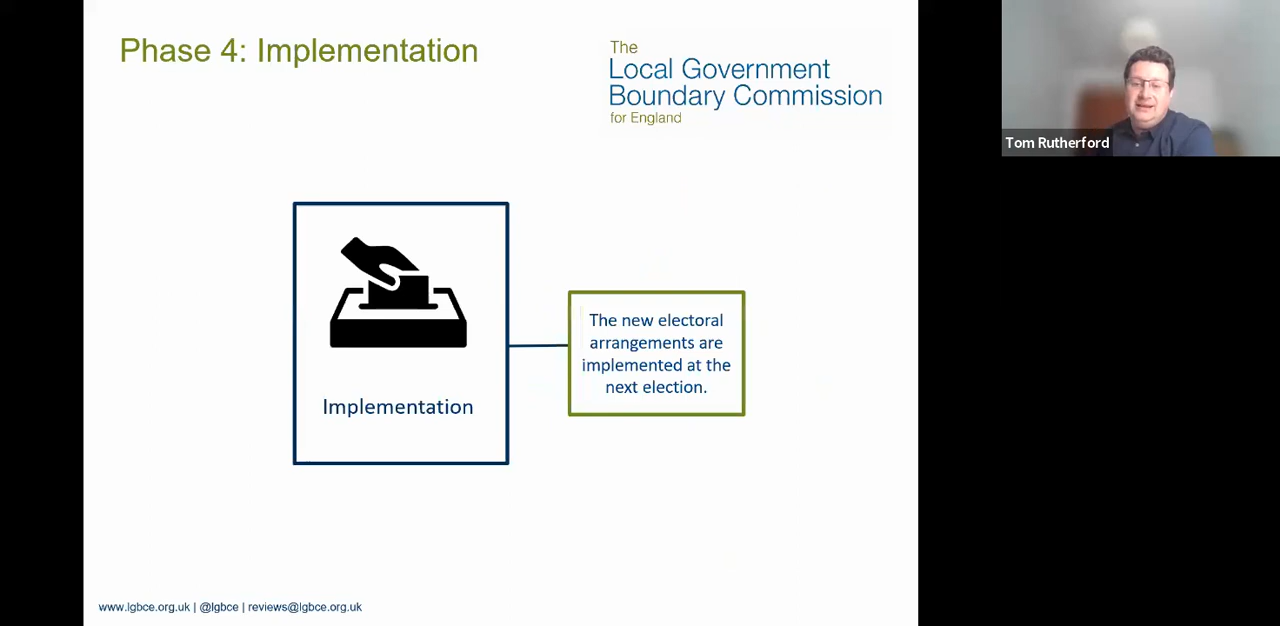 Phase 4: Implementation
The
Local Government
Boundary Commission
for England
Tom Rutherford
The new electoral
arrangements are
implemented at the
next election.
Implementation
www.lgbce.org.uk | @lgbce | reviews@lgbce.org.uk